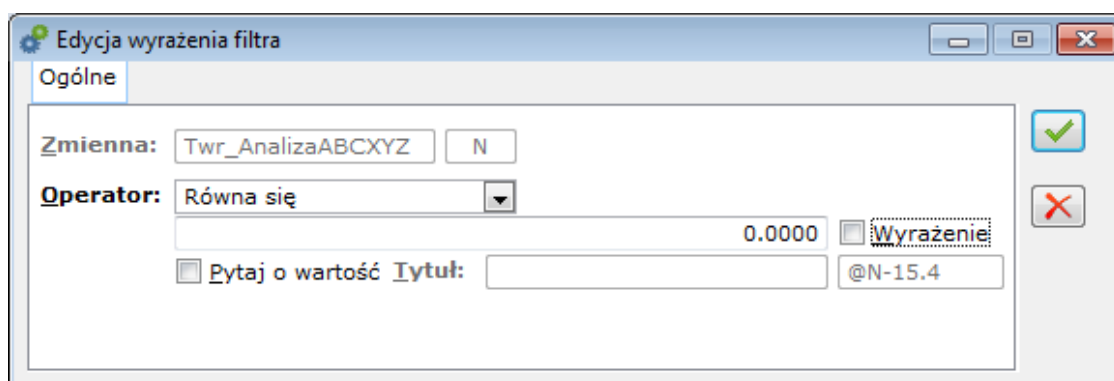 Edycja wyrażenia filtra
Ogólne
Zmienna: Twr_AnalizaABCXYZ N
Operator: Równa się
0.0000 Wyrażenie
Pytaj o wartość Tytuł: @N-15.4